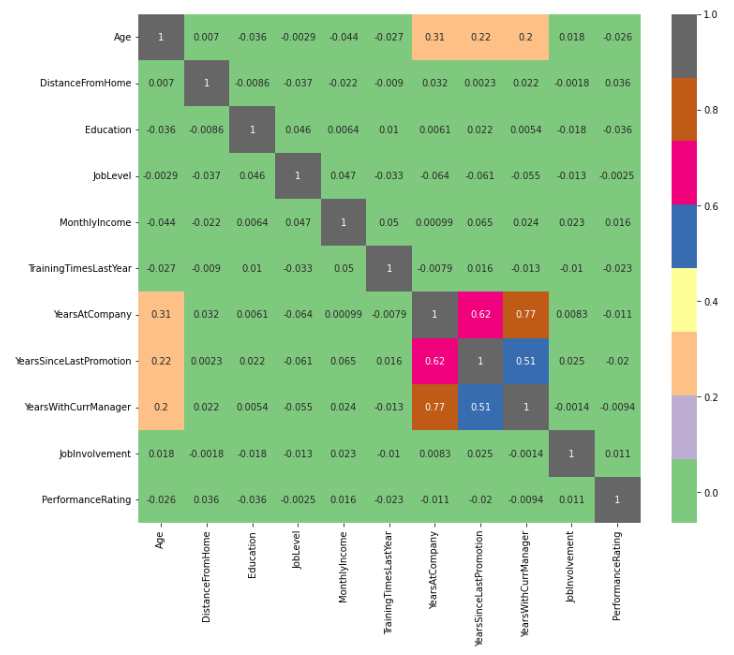 Age 1 0.007 -0.036 -0.0029 -0.044 -0.027 0.31 0.22 0.2 0.018 -0.026
DistanceFromHome 0.007 1 -0.0086 -0.037 -0.022 -0.009 0.032 0.0023 0.022 -0.0018 0.036
Education -0.036 -0.0086 1 0.046 0.0064 0.01 0.0061 0.022 0.0054 -0.018 -0.036
JobLevel -0.0029 -0.037 0.046 1 0.047 -0.033 -0.064 -0.061 -0.055 -0.013 -0.0025
MonthlyIncome -0.044 -0.022 0.0064 0.047 1 0.05 0.00099 0.065 0.024 0.023 0.016
TrainingTimesLastYear -0.027 -0.009 0.01 -0.033 0.05 1 -0.0079 0.016 -0.013 -0.01 -0.023
YearsAtCompany 0.31 0.032 0.0061 -0.064 0.00099 -0.0079 1 0.62 0.77 0.0083 -0.011
YearsSinceLastPromotion 0.22 0.0023 0.022 -0.061 0.065 0.016 0.62 1 0.51 0.025 -0.02
YearsWithCurrManager 0.2 0.022 0.0054 -0.055 0.024 -0.013 0.77 0.51 1 -0.0014 -0.0094
JobInvolvement 0.018 -0.0018 -0.018 -0.013 0.023 -0.01 0.0083 0.025 -0.0014 1 0.011
PerformanceRating -0.026 0.036 -0.036 -0.0025 0.016 -0.023 -0.011 -0.02 -0.0094 0.011 1
Age
DistanceFromHome
Education
JobLevel
MonthlyIncome
TrainingTimesLastYear
YearsAtCompany
YearsSinceLastPromotion
YearsWithCurrManager
JobInvolvement
PerformanceRating
1.0
0.8
0.6
0.4
0.2
0.0